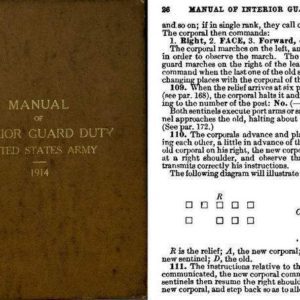 MANUAL
OF
RIOR GUARD DUTY
TED STATES ARMY
1914
26 MANUAL OF INTERIOR GUA
and so on; if in single rank, they call o
The corporal then commands:
1. Right, 2. FACE, 3. Forward,
The corporal marches on the left, an
in order to observe the march. The
guard marches on the right of the lea
command when the last one of the old s
changing places with the corporal of the
109. When the relief arrives at six p
(see par. 168), the corporal halts it and
ing to the number of the post: No. (—
Both sentinels execute port arms or sa
nel approaches the old, halting about
(See par. 172.)
110. The corporals advance and pla
ing each other, a little in advance of the
old corporal on his right, the new corp
at a right shoulder, and observe tha
transmits correctly his instructions.
The following diagram will illustrate
R
R is the relief; A, the new corporal;
new sentinel; D, the old.
111. The instructions relative to th
communicated, the new corporal comm
sentinels then resume the right should
new corporal, and step back so as to allo